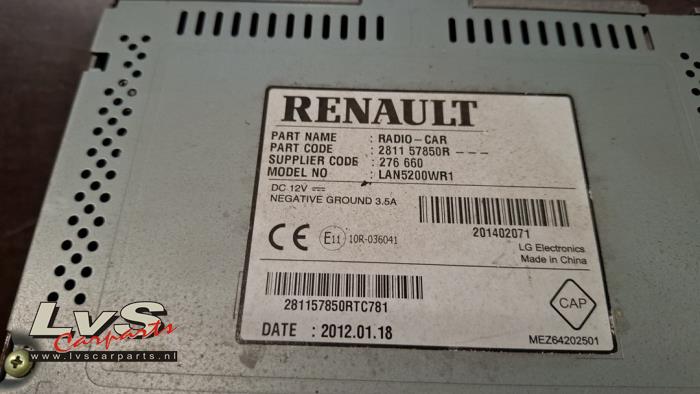 RENAULT
PART NAME : RADIO-CAR
PART CODE : 2811 57850R - - -
SUPPLIER CODE : 276 660
MODEL NO : LAN5200WR1
DC 12V ⎓
NEGATIVE GROUND 3.5A
201402071
CE E11 10R-036041
LG Electronics
Made in China
281157850RTC781
CAP
DATE : 2012.01.18
MEZ64202501
LvS
Carparts
www.lvscarparts.nl